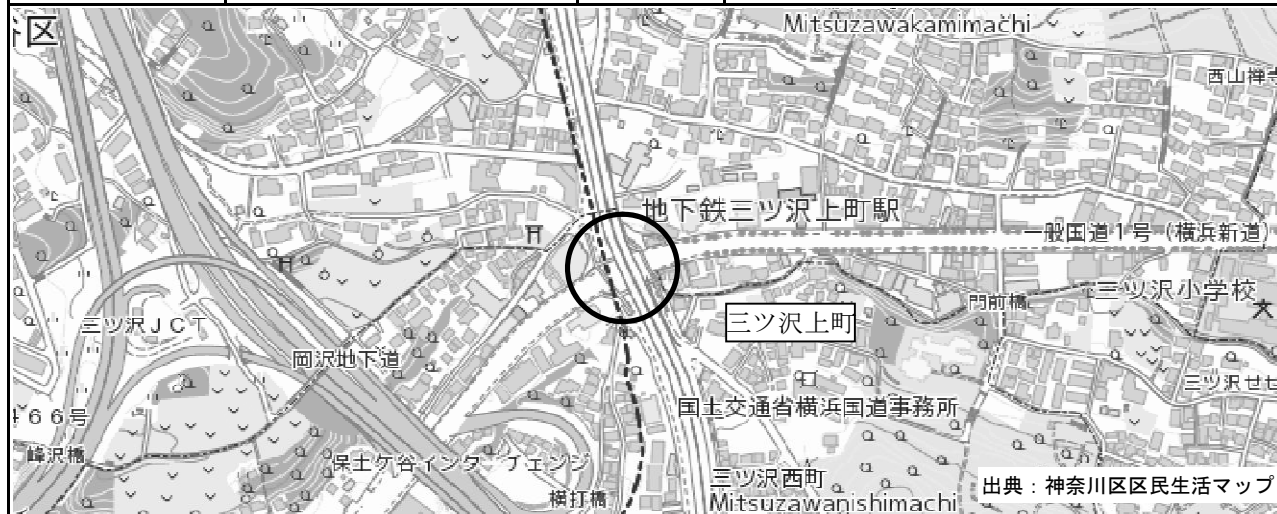 区
Mitsuzawakamimachi
西山禅寺
地下鉄三ツ沢上町駅
一般国道1号（横浜新道）
三ツ沢小学校
門前橋
三ツ沢上町
三ツ沢JCT
岡沢地下道
三ツ沢せせ
466号
国土交通省横浜国道事務所
峰沢橋
保土ケ谷インターチェンジ
三ツ沢西町
Mitsuzawanishimachi
横打橋
出典：神奈川区区民生活マップ